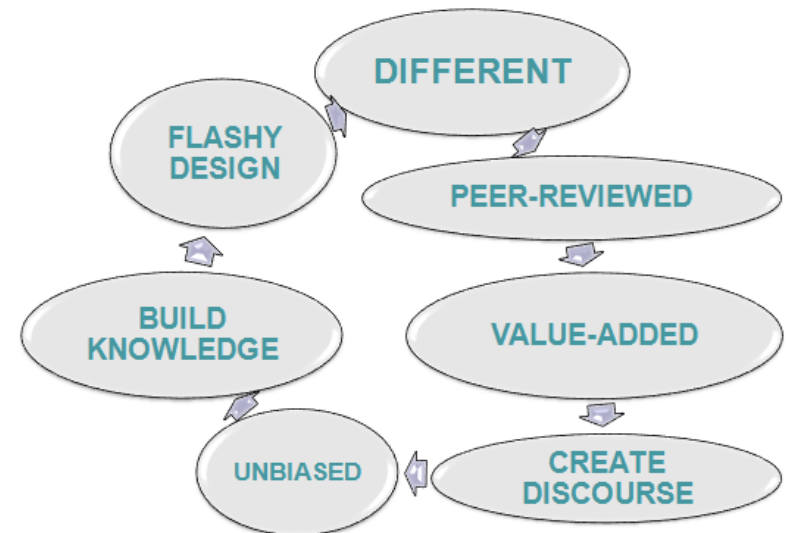 DIFFERENT
FLASHY
DESIGN
PEER-REVIEWED
BUILD
KNOWLEDGE
VALUE-ADDED
UNBIASED
CREATE
DISCOURSE